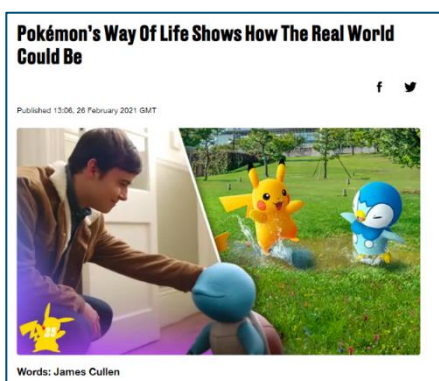 Pokémon's Way Of Life Shows How The Real World
Could Be
Published 13:06, 26 February 2021 GMT
25
Words: James Cullen